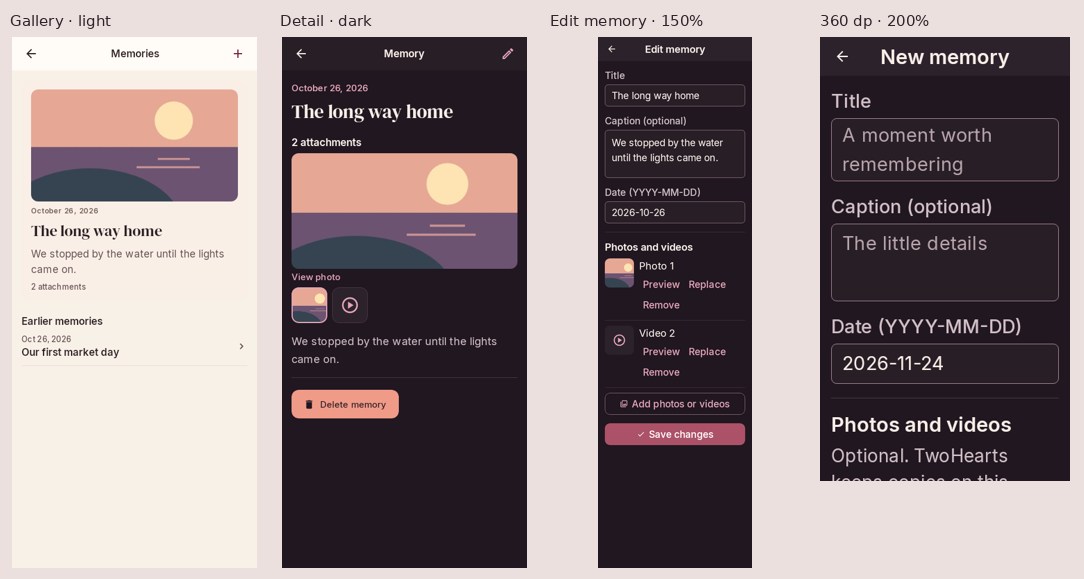 Gallery · light
Memories
October 26, 2026
The long way home
We stopped by the water until the lights
came on.
2 attachments
Earlier memories
Oct 26, 2026
Our first market day
Detail · dark
Memory
October 26, 2026
The long way home
2 attachments
View photo
We stopped by the water until the lights
came on.
Delete memory
Edit memory · 150%
Edit memory
Title
The long way home
Caption (optional)
We stopped by the water
until the lights came on.
Date (YYYY-MM-DD)
2026-10-26
Photos and videos
Photo 1
Preview Replace
Remove
Video 2
Preview Replace
Remove
Add photos or videos
Save changes
360 dp · 200%
New memory
Title
A moment worth
remembering
Caption (optional)
The little details
Date (YYYY-MM-DD)
2026-11-24
Photos and videos
Optional. TwoHearts
keeps copies on this